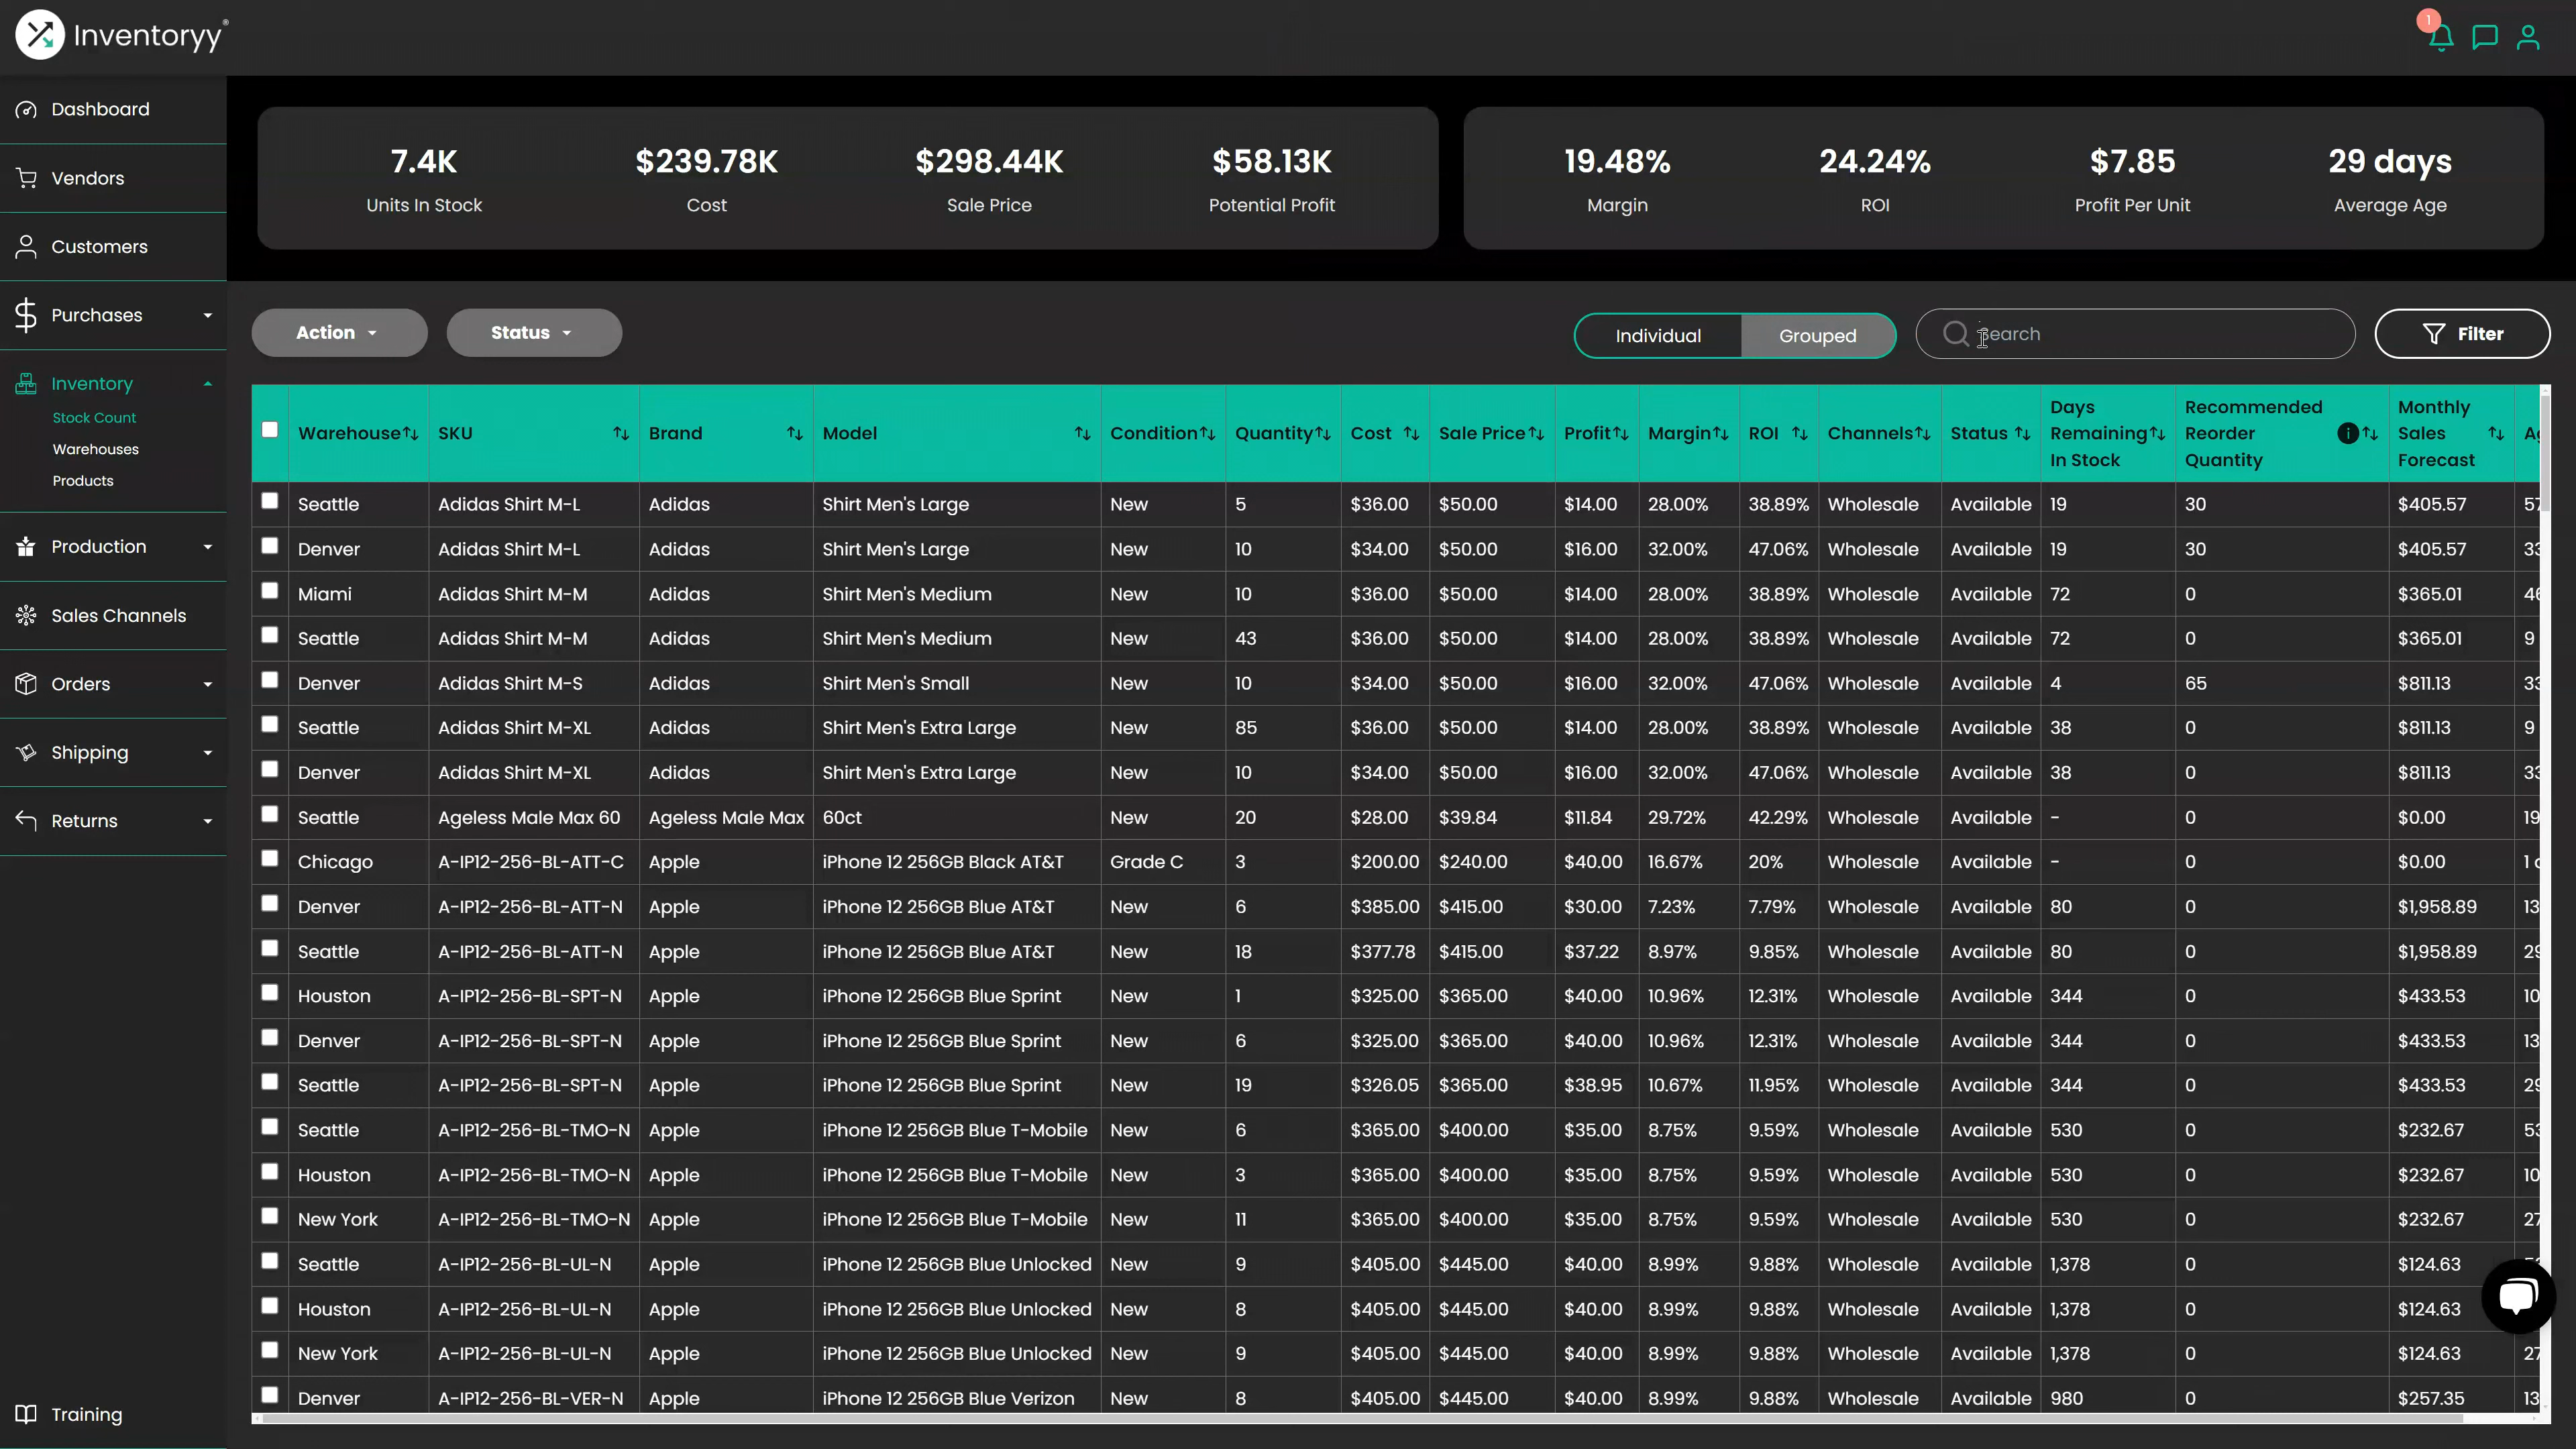 Inventoryy®
1
Dashboard
Vendors
Customers
Purchases
Inventory
Stock Count
Warehouses
Products
Production
Sales Channels
Orders
Shipping
Returns
Training
7.4K $239.78K $298.44K $58.13K
Units In Stock Cost Sale Price Potential Profit
19.48% 24.24% $7.85 29 days
Margin ROI Profit Per Unit Average Age
Action Status Individual Grouped Search Filter
Warehouse SKU Brand Model Condition Quantity Cost Sale Price Profit Margin ROI Channels Status Days Remaining In Stock Recommended Reorder Quantity i Monthly Sales Forecast
Seattle Adidas Shirt M-L Adidas Shirt Men's Large New 5 $36.00 $50.00 $14.00 28.00% 38.89% Wholesale Available 19 30 $405.57
Denver Adidas Shirt M-L Adidas Shirt Men's Large New 10 $34.00 $50.00 $16.00 32.00% 47.06% Wholesale Available 19 30 $405.57
Miami Adidas Shirt M-M Adidas Shirt Men's Medium New 10 $36.00 $50.00 $14.00 28.00% 38.89% Wholesale Available 72 0 $365.01
Seattle Adidas Shirt M-M Adidas Shirt Men's Medium New 43 $36.00 $50.00 $14.00 28.00% 38.89% Wholesale Available 72 0 $365.01 9
Denver Adidas Shirt M-S Adidas Shirt Men's Small New 10 $34.00 $50.00 $16.00 32.00% 47.06% Wholesale Available 4 65 $811.13
Seattle Adidas Shirt M-XL Adidas Shirt Men's Extra Large New 85 $36.00 $50.00 $14.00 28.00% 38.89% Wholesale Available 38 0 $811.13 9
Denver Adidas Shirt M-XL Adidas Shirt Men's Extra Large New 10 $34.00 $50.00 $16.00 32.00% 47.06% Wholesale Available 38 0 $811.13
Seattle Ageless Male Max 60 Ageless Male Max 60ct New 20 $28.00 $39.84 $11.84 29.72% 42.29% Wholesale Available - 0 $0.00
Chicago A-IP12-256-BL-ATT-C Apple iPhone 12 256GB Black AT&T Grade C 3 $200.00 $240.00 $40.00 16.67% 20% Wholesale Available - 0 $0.00
Denver A-IP12-256-BL-ATT-N Apple iPhone 12 256GB Blue AT&T New 6 $385.00 $415.00 $30.00 7.23% 7.79% Wholesale Available 80 0 $1,958.89
Seattle A-IP12-256-BL-ATT-N Apple iPhone 12 256GB Blue AT&T New 18 $377.78 $415.00 $37.22 8.97% 9.85% Wholesale Available 80 0 $1,958.89
Houston A-IP12-256-BL-SPT-N Apple iPhone 12 256GB Blue Sprint New 1 $325.00 $365.00 $40.00 10.96% 12.31% Wholesale Available 344 0 $433.53
Denver A-IP12-256-BL-SPT-N Apple iPhone 12 256GB Blue Sprint New 6 $325.00 $365.00 $40.00 10.96% 12.31% Wholesale Available 344 0 $433.53
Seattle A-IP12-256-BL-SPT-N Apple iPhone 12 256GB Blue Sprint New 19 $326.05 $365.00 $38.95 10.67% 11.95% Wholesale Available 344 0 $433.53
Seattle A-IP12-256-BL-TMO-N Apple iPhone 12 256GB Blue T-Mobile New 6 $365.00 $400.00 $35.00 8.75% 9.59% Wholesale Available 530 0 $232.67
Houston A-IP12-256-BL-TMO-N Apple iPhone 12 256GB Blue T-Mobile New 3 $365.00 $400.00 $35.00 8.75% 9.59% Wholesale Available 530 0 $232.67
New York A-IP12-256-BL-TMO-N Apple iPhone 12 256GB Blue T-Mobile New 11 $365.00 $400.00 $35.00 8.75% 9.59% Wholesale Available 530 0 $232.67
Seattle A-IP12-256-BL-UL-N Apple iPhone 12 256GB Blue Unlocked New 9 $405.00 $445.00 $40.00 8.99% 9.88% Wholesale Available 1,378 0 $124.63
Houston A-IP12-256-BL-UL-N Apple iPhone 12 256GB Blue Unlocked New 8 $405.00 $445.00 $40.00 8.99% 9.88% Wholesale Available 1,378 0 $124.63
New York A-IP12-256-BL-UL-N Apple iPhone 12 256GB Blue Unlocked New 9 $405.00 $445.00 $40.00 8.99% 9.88% Wholesale Available 1,378 0 $124.63
Denver A-IP12-256-BL-VER-N Apple iPhone 12 256GB Blue Verizon New 8 $405.00 $445.00 $40.00 8.99% 9.88% Wholesale Available 980 0 $257.35